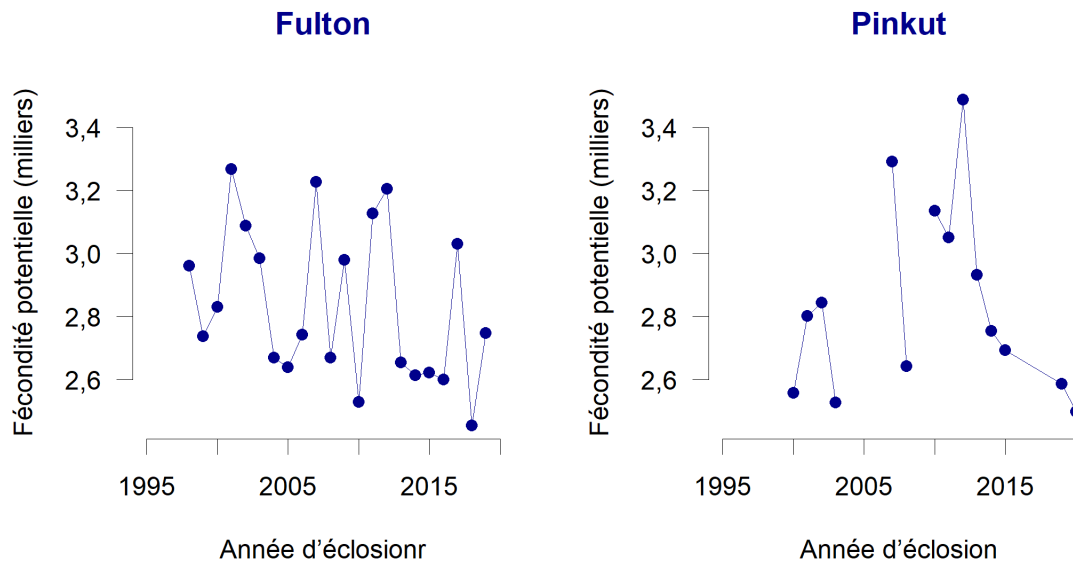 Fulton
Fécondité potentielle (milliers)
3,4
3,2
3,0
2,8
2,6
1995
2005
2015
Année d'éclosionr
Pinkut
Fécondité potentielle (milliers)
3,4
3,2
3,0
2,8
2,6
1995
2005
2015
Année d'éclosion